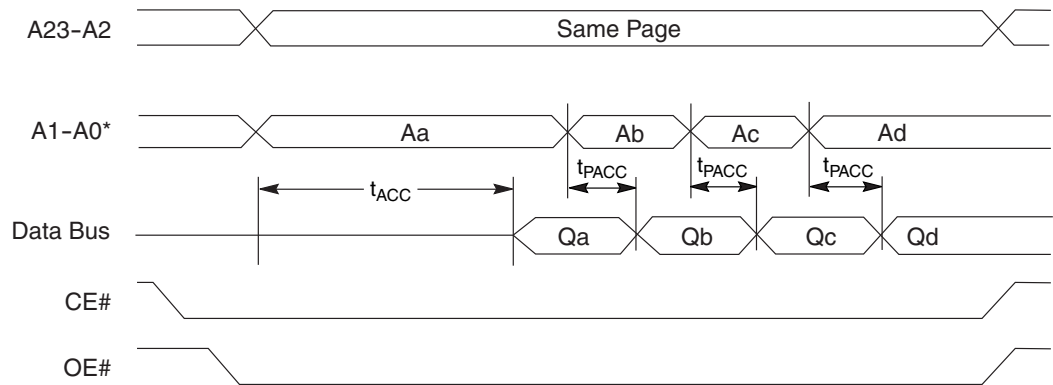 A23–A2
Same Page
A1–A0*
Aa
Ab
Ac
Ad
tACC
tPACC
tPACC
tPACC
Data Bus
Qa
Qb
Qc
Qd
CE#
OE#